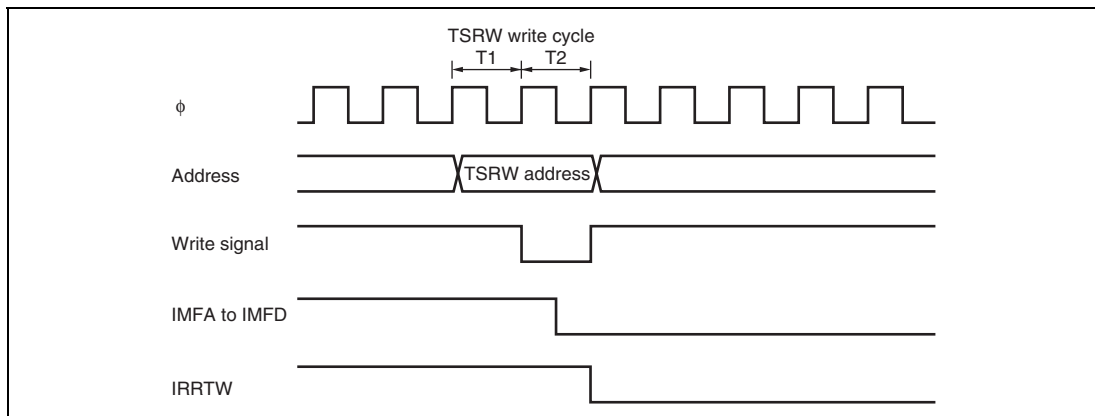 TSRW write cycle
T1 T2
ϕ
Address TSRW address
Write signal
IMFA to IMFD
IRRTW